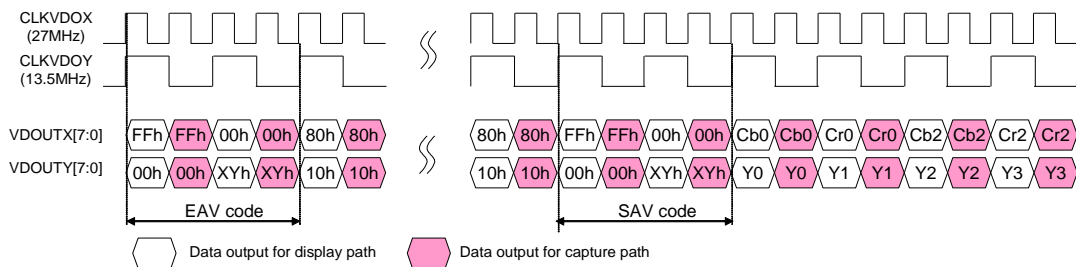 CLKVDOX
(27MHz)
CLKVDOY
(13.5MHz)
VDOUTX[7:0] FFh FFh 00h 00h 80h 80h 80h 80h FFh FFh 00h 00h Cb0 Cb0 Cr0 Cr0 Cb2 Cb2 Cr2 Cr2
VDOUTY[7:0] 00h 00h XYh XYh 10h 10h 10h 10h 00h 00h XYh XYh Y0 Y0 Y1 Y1 Y2 Y2 Y3 Y3
EAV code SAV code
Data output for display path Data output for capture path